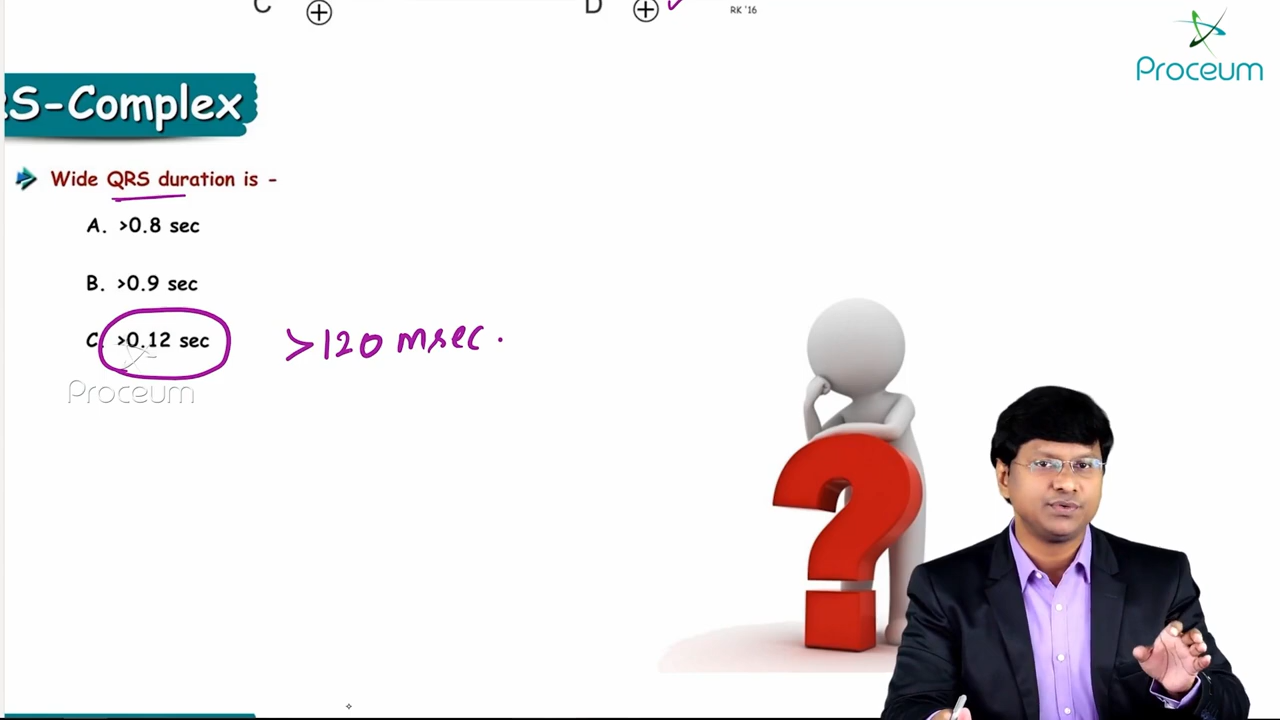 C
D
RK '16
Proceum
RS-Complex
Wide QRS duration is -
A. >0.8 sec
B. >0.9 sec
C. >0.12 sec
>120 msec.
Proceum